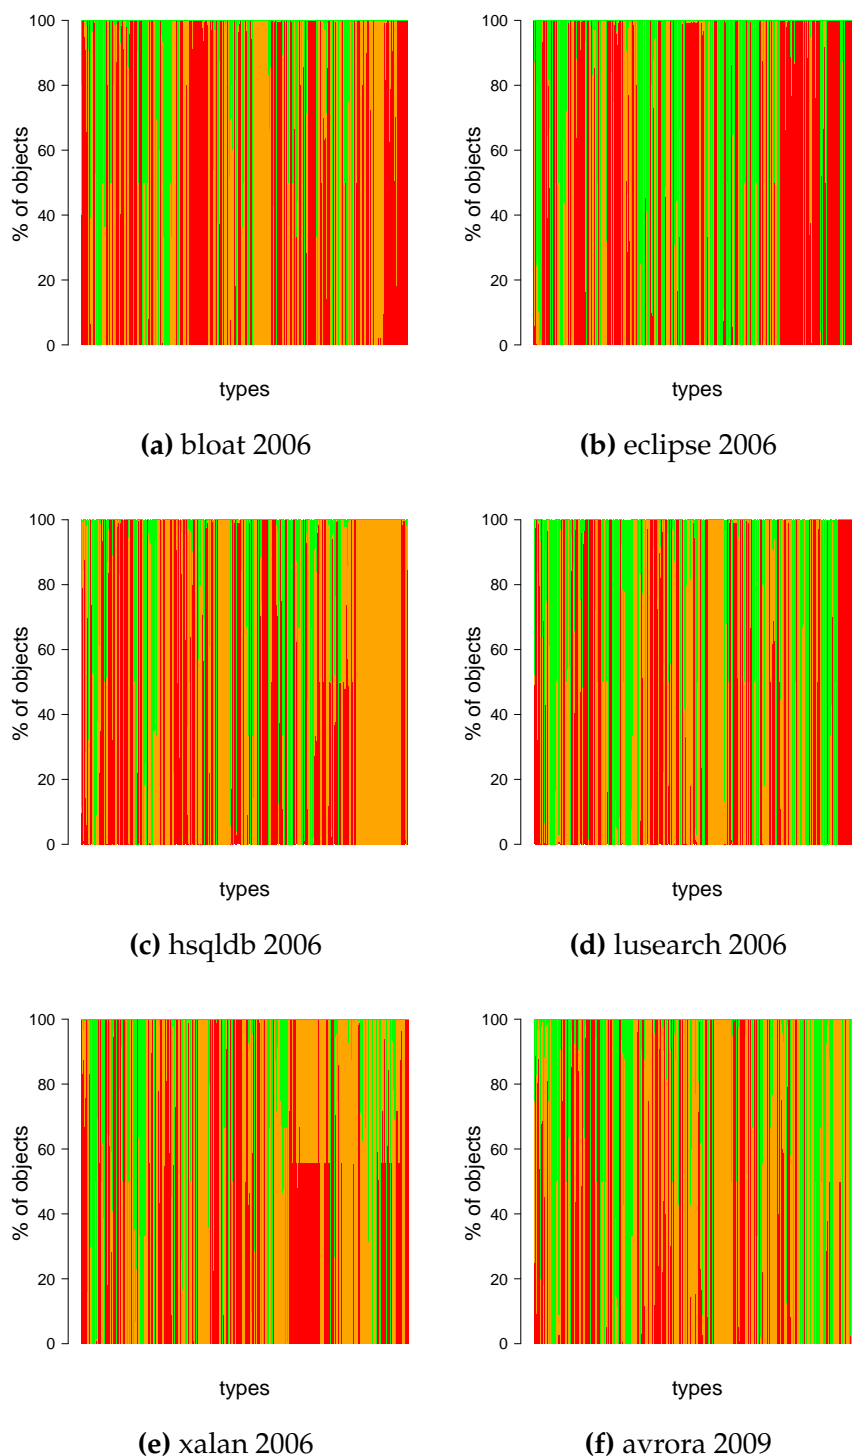 100
80
60
40
20
0
% of objects
types
(a) bloat 2006
100
80
60
40
20
0
% of objects
types
(b) eclipse 2006
100
80
60
40
20
0
% of objects
types
(c) hsqldb 2006
100
80
60
40
20
0
% of objects
types
(d) lusearch 2006
100
80
60
40
20
0
% of objects
types
(e) xalan 2006
100
80
60
40
20
0
% of objects
types
(f) avrora 2009